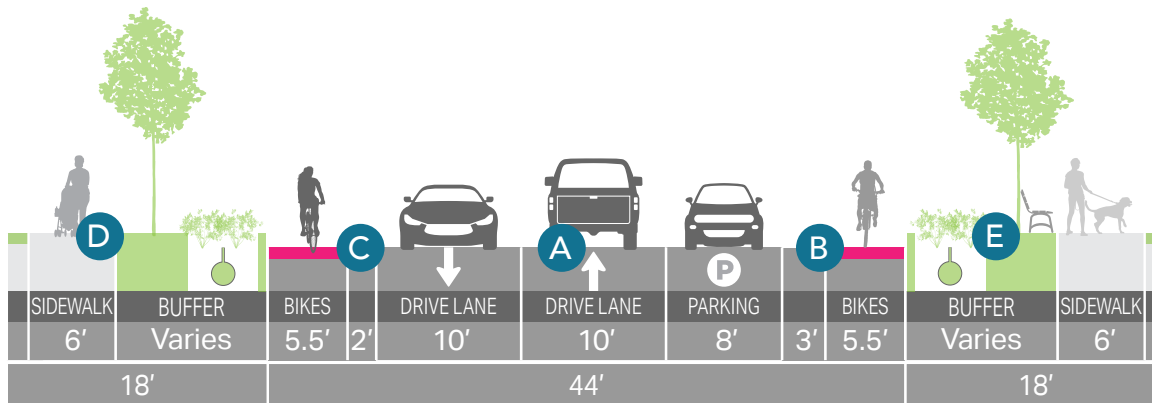 D
C
A
B
E
P
SIDEWALK BUFFER BIKES DRIVE LANE DRIVE LANE PARKING BIKES BUFFER SIDEWALK
6′ Varies 5.5′ 2′ 10′ 10′ 8′ 3′ 5.5′ Varies 6′
18′ 44′ 18′